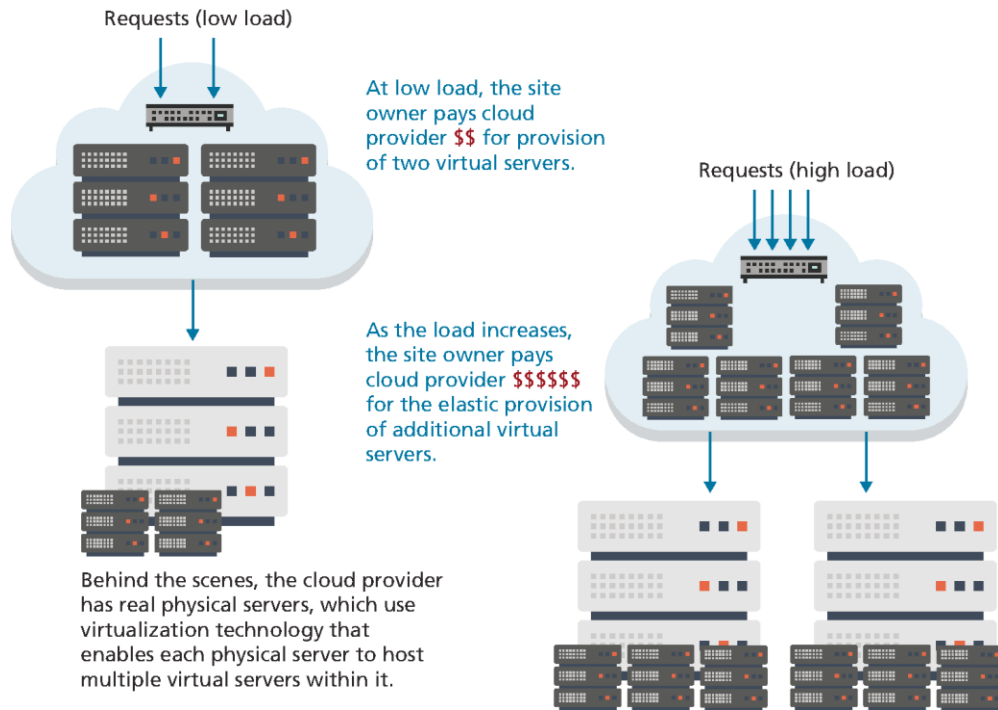 Requests (low load)
At low load, the site
owner pays cloud
provider $$ for provision
of two virtual servers.
Requests (high load)
As the load increases,
the site owner pays
cloud provider $$$$$$
for the elastic provision
of additional virtual
servers.
Behind the scenes, the cloud provider
has real physical servers, which use
virtualization technology that
enables each physical server to host
multiple virtual servers within it.